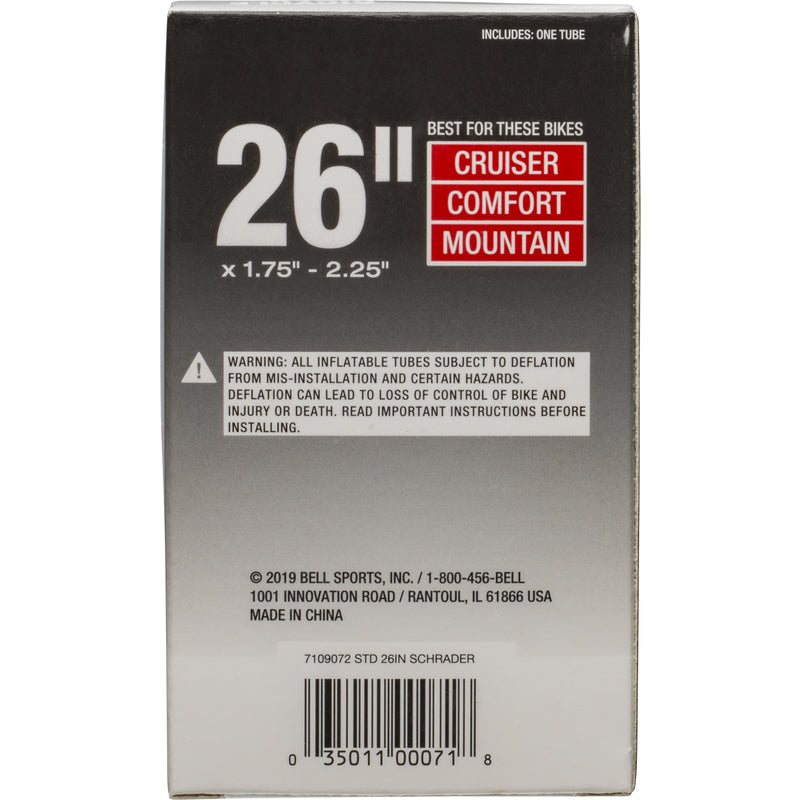 INCLUDES: ONE TUBE
26"
x 1.75" - 2.25"
BEST FOR THESE BIKES
CRUISER
COMFORT
MOUNTAIN
WARNING: ALL INFLATABLE TUBES SUBJECT TO DEFLATION
FROM MIS-INSTALLATION AND CERTAIN HAZARDS.
DEFLATION CAN LEAD TO LOSS OF CONTROL OF BIKE AND
INJURY OR DEATH. READ IMPORTANT INSTRUCTIONS BEFORE
INSTALLING.
© 2019 BELL SPORTS, INC. / 1-800-456-BELL
1001 INNOVATION ROAD / RANTOUL, IL 61866 USA
MADE IN CHINA
7109072 STD 26IN SCHRADER
0 35011 00071 8